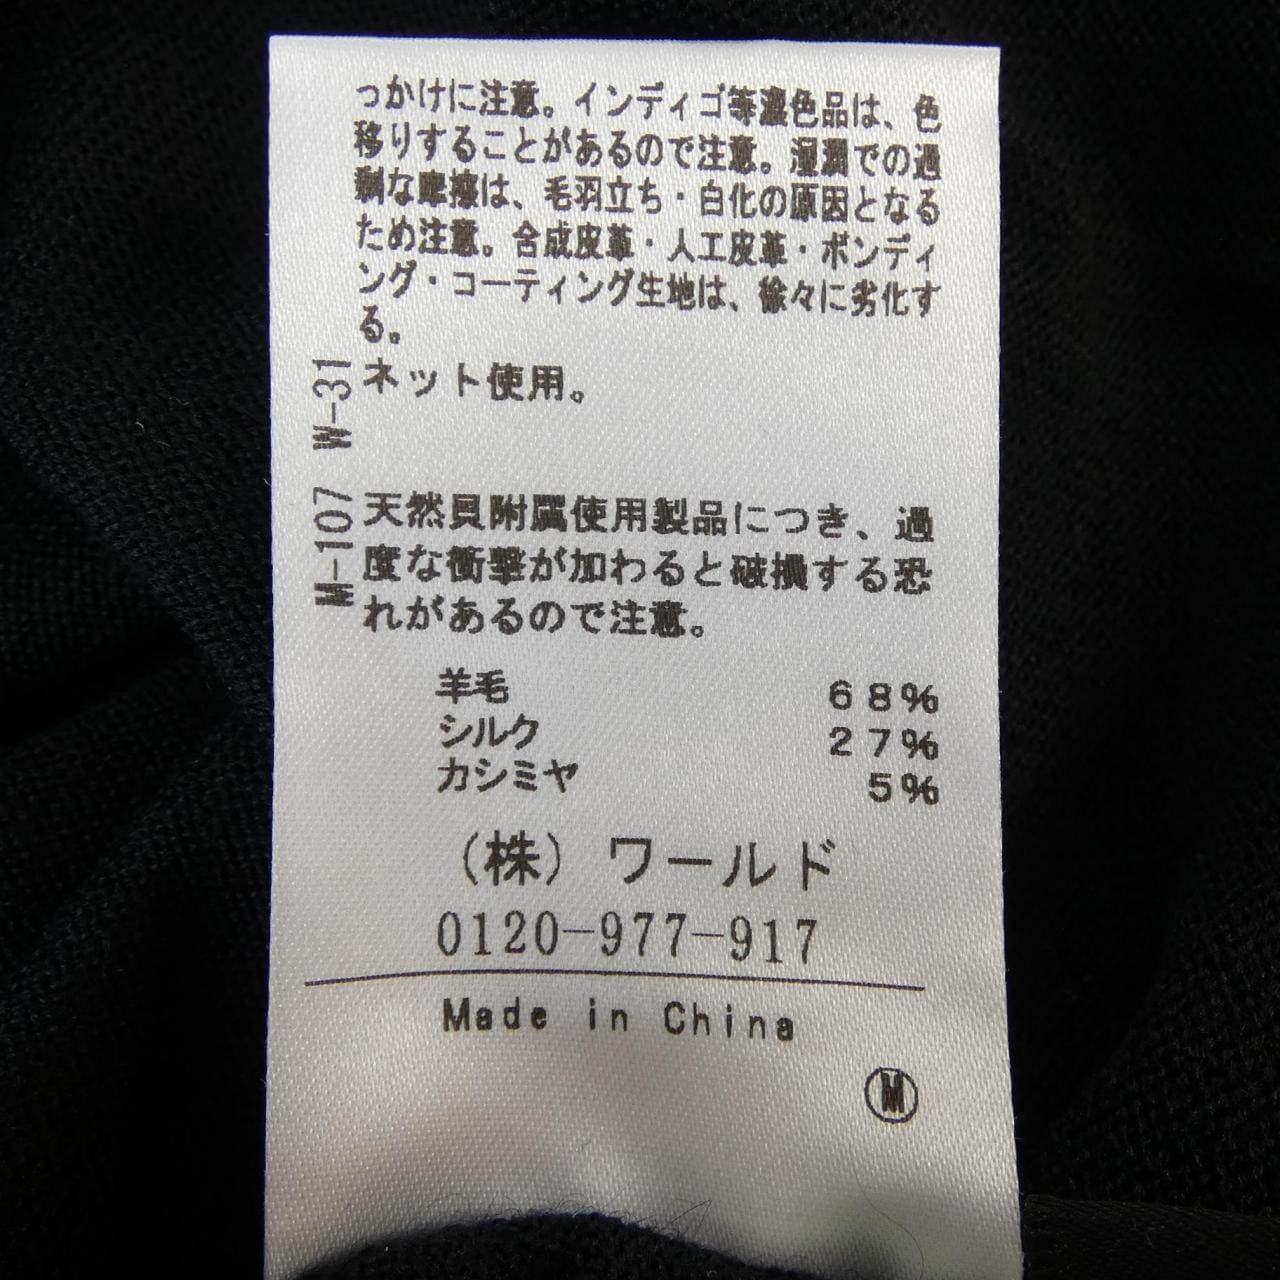 っかけに注意。インディゴ等濃色品は、色
移りすることがあるので注意。湿潤での過
剰な摩擦は、毛羽立ち・白化の原因となる
ため注意。合成皮革・人工皮革・ボンディ
ング・コーティング生地は、徐々に劣化す
る。
W-31
ネット使用。
M-107
天然貝附属使用製品につき、過
度な衝撃が加わると破損する恐
れがあるので注意。
羊毛 68%
シルク 27%
カシミヤ 5%
(株) ワールド
0120-977-917
Made in China
M